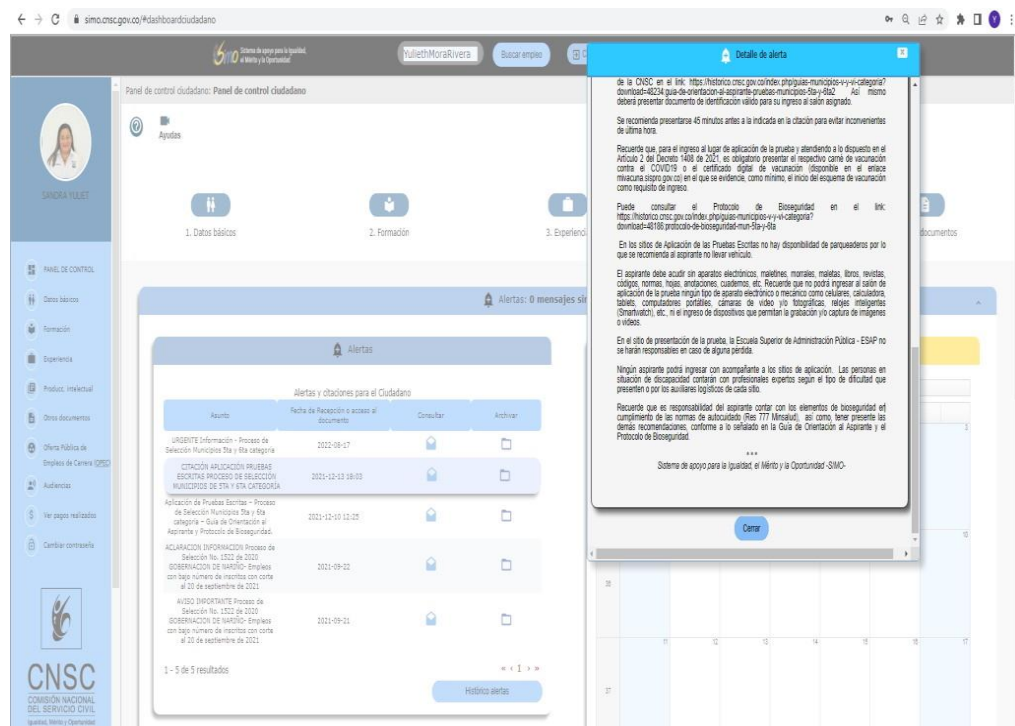 simo.cnsc.gov.co/#dashboardciudadano
Y
simo
Sistema de apoyo para la Igualdad,
el Mérito y la Oportunidad
YuliethMoraRivera
Buscar empleo
Panel de control ciudadano: Panel de control ciudadano
Ayudas
SANDRA YULIET
1. Datos básicos
2. Formación
3. Experiencia
documentos
PANEL DE CONTROL
Datos básicos
Formación
Experiencia
Producc. intelectual
Otros documentos
Oferta Pública de
Empleos de Carrera (OPEC)
Audiencias
Ver pagos realizados
Cambiar contraseña
CNSC
COMISIÓN NACIONAL
DEL SERVICIO CIVIL
Igualdad, Mérito y Oportunidad
Alertas: 0 mensajes sin
Alertas
Alertas y citaciones para el Ciudadano
Asunto
Fecha de Recepción o acceso al
documento
Consultar
Archivar
URGENTE Información - Proceso de
Selección Municipios 5ta y 6ta categoría
2022-08-17
CITACIÓN APLICACIÓN PRUEBAS
ESCRITAS PROCESO DE SELECCIÓN
MUNICIPIOS DE 5TA Y 6TA CATEGORÍA
2021-12-13 18:03
Aplicación de Pruebas Escritas - Proceso
de Selección Municipios 5ta y 6ta
categoría - Guía de Orientación al
Aspirante y Protocolo de Bioseguridad.
2021-12-10 12:25
ACLARACION INFORMACION Proceso de
Selección No. 1522 de 2020
GOBERNACION DE NARIÑO- Empleos
con bajo número de inscritos con corte
al 20 de septiembre de 2021
2021-09-22
AVISO IMPORTANTE Proceso de
Selección No. 1522 de 2020
GOBERNACION DE NARIÑO- Empleos
con bajo número de inscritos con corte
al 20 de septiembre de 2021
2021-09-21
1 - 5 de 5 resultados
« ‹ 1 › »
Histórico alertas
Detalle de alerta
x
de la CNSC en el link: https://historico.cnsc.gov.co/index.php/guias-municipios-v-y-vi-categoria?
download=48234:guia-de-orientacion-al-aspirante-pruebas-municipios-5ta-y-6ta2 Así mismo
deberá presentar documento de identificación válido para su ingreso al salón asignado.
Se recomienda presentarse 45 minutos antes a la indicada en la citación para evitar inconvenientes
de última hora.
Recuerde que, para el ingreso al lugar de aplicación de la prueba y atendiendo a lo dispuesto en el
Artículo 2 del Decreto 1408 de 2021, es obligatorio presentar el respectivo carné de vacunación
contra el COVID19 o el certificado digital de vacunación (disponible en el enlace
mivacuna.sispro.gov.co) en el que se evidencie, como mínimo, el inicio del esquema de vacunación
como requisito de ingreso.
Puede consultar el Protocolo de Bioseguridad en el link:
https://historico.cnsc.gov.co/index.php/guias-municipios-v-y-vi-categoria?
download=48186:protocolo-de-bioseguridad-mun-5ta-y-6ta
En los sitios de Aplicación de las Pruebas Escritas no hay disponibilidad de parqueaderos por lo
que se recomienda al aspirante no llevar vehículo.
El aspirante debe acudir sin aparatos electrónicos, maletines, morrales, maletas, libros, revistas,
códigos, normas, hojas, anotaciones, cuadernos, etc. Recuerde que no podrá ingresar al salón de
aplicación de la prueba ningún tipo de aparato electrónico o mecánico como celulares, calculadora,
tablets, computadores portátiles, cámaras de video y/o fotográficas, relojes inteligentes
(Smartwatch), etc., ni el ingreso de dispositivos que permitan la grabación y/o captura de imágenes
o videos.
En el sitio de presentación de la prueba, la Escuela Superior de Administración Pública - ESAP no
se harán responsables en caso de alguna pérdida.
Ningún aspirante podrá ingresar con acompañante a los sitios de aplicación. Las personas en
situación de discapacidad contarán con profesionales expertos según el tipo de dificultad que
presenten o por los auxiliares logísticos de cada sitio.
Recuerde que es responsabilidad del aspirante contar con los elementos de bioseguridad en
cumplimiento de las normas de autocuidado (Res 777 Minsalud), así como, tener presente las
demás recomendaciones, conforme a lo señalado en la Guía de Orientación al Aspirante y el
Protocolo de Bioseguridad.
***
Sistema de apoyo para la Igualdad, el Mérito y la Oportunidad -SIMO-
Cerrar
3
10
11
12
13
14
15
16
17